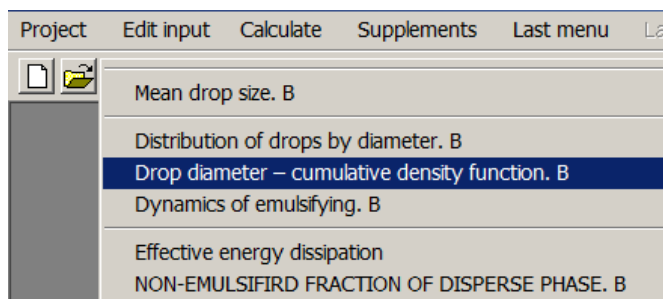 Project Edit input Calculate Supplements Last menu La
Mean drop size. B
Distribution of drops by diameter. B
Drop diameter – cumulative density function. B
Dynamics of emulsifying. B
Effective energy dissipation
NON-EMULSIFIRD FRACTION OF DISPERSE PHASE. B